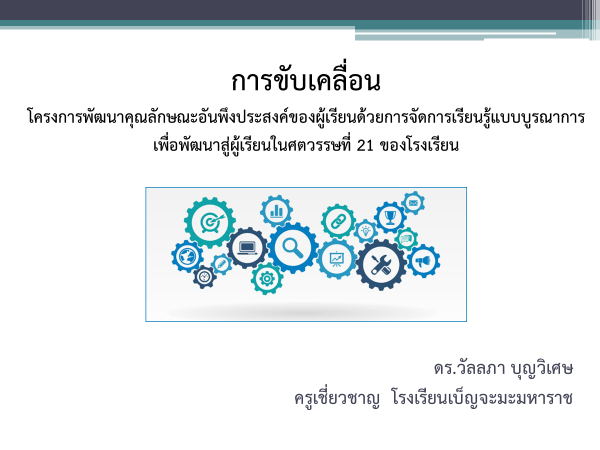 การขับเคลื่อน
โครงการพัฒนาคุณลักษณะอันพึงประสงค์ของผู้เรียนด้วยการจัดการเรียนรู้แบบบูรณาการ
เพื่อพัฒนาสู่ผู้เรียนในศตวรรษที่ 21 ของโรงเรียน
ดร.วัลลภา บุญวิเศษ
ครูเชี่ยวชาญ โรงเรียนเบ็ญจะมะมหาราช